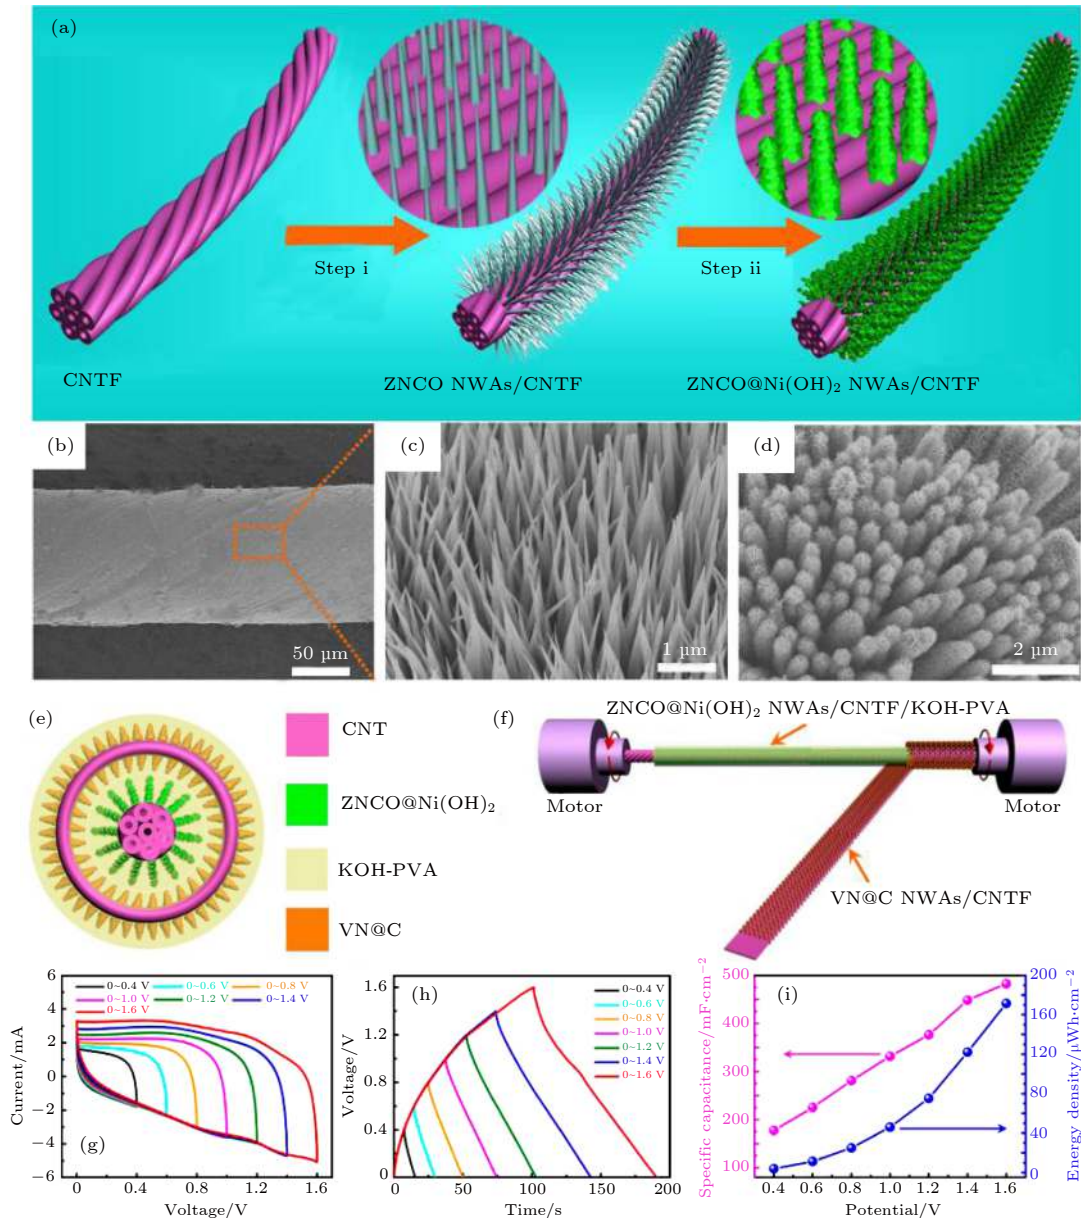 (a)
Step i
Step ii
CNTF
ZNCO NWAs/CNTF
ZNCO@Ni(OH)₂ NWAs/CNTF
(b)
50 μm
(c)
1 μm
(d)
2 μm
(e)
CNT
ZNCO@Ni(OH)₂
KOH-PVA
VN@C
(f)
ZNCO@Ni(OH)₂ NWAs/CNTF/KOH-PVA
Motor
Motor
VN@C NWAs/CNTF
(g)
0~0.4 V 0~0.6 V 0~0.8 V
0~1.0 V 0~1.2 V 0~1.4 V
0~1.6 V
Current/mA
6
4
2
0
−2
−4
6
0 0.4 0.8 1.2 1.6
Voltage/V
(h)
0~0.4 V
0~0.6 V
0~0.8 V
0~1.0 V
0~1.2 V
0~1.4 V
0~1.6 V
Voltage/V
1.6
1.2
0.8
0.4
0
0 50 100 150 200
Time/s
(i)
Specific capacitance/mF·cm⁻²
500
400
300
200
100
Energy density/μWh·cm⁻²
200
160
120
80
40
0
0.4 0.6 0.8 1.0 1.2 1.4 1.6
Potential/V